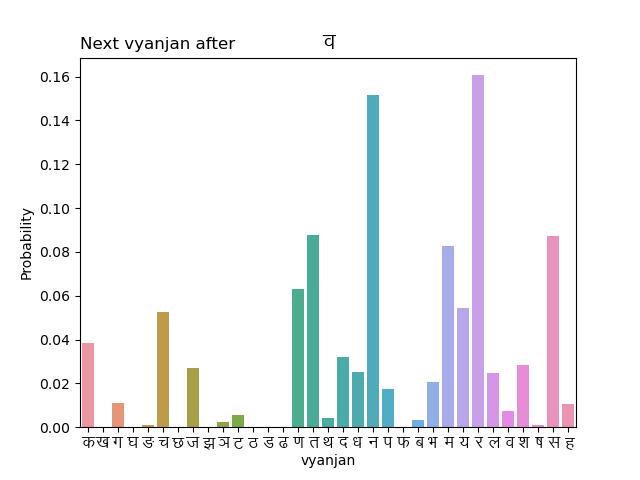 Next vyanjan after व
Probability
0.16
0.14
0.12
0.10
0.08
0.06
0.04
0.02
0.00
क ख ग घ ङ च छ ज झ ञ ट ठ ड ढ ण त थ द ध न प फ ब भ म य र ल व श ष स ह
vyanjan